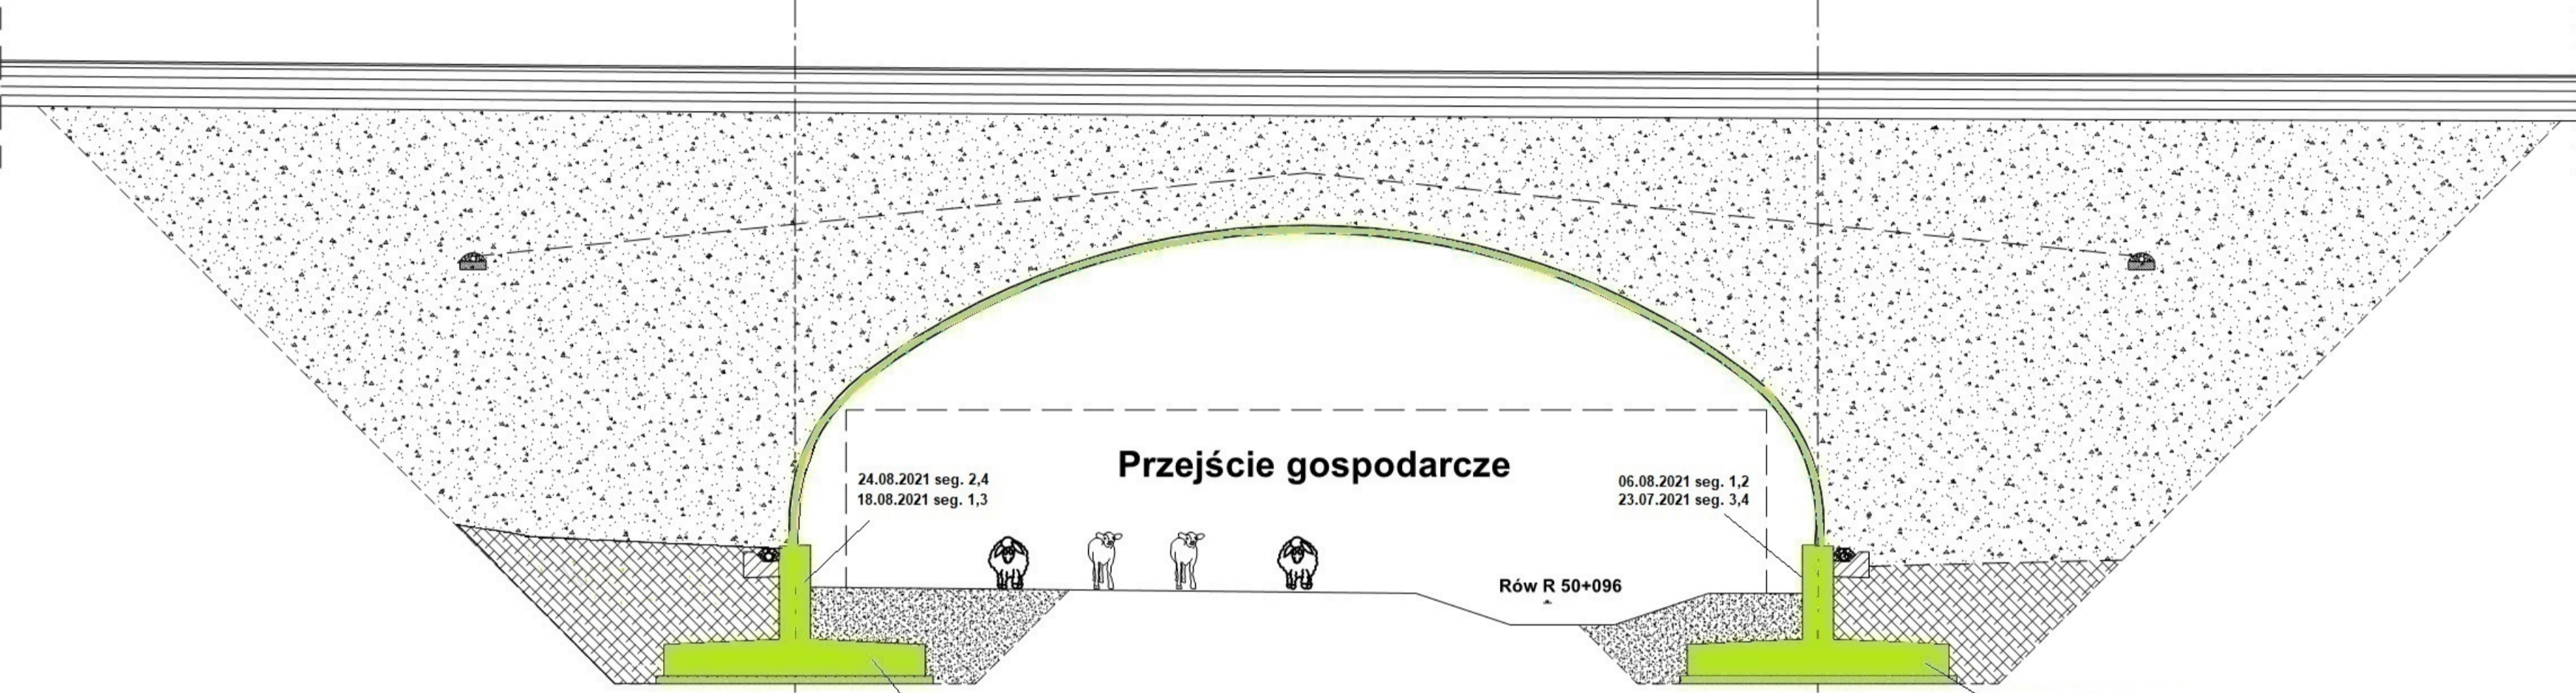 Przejście gospodarcze
24.08.2021 seg. 2,4
18.08.2021 seg. 1,3
06.08.2021 seg. 1,2
23.07.2021 seg. 3,4
Rów R 50+096